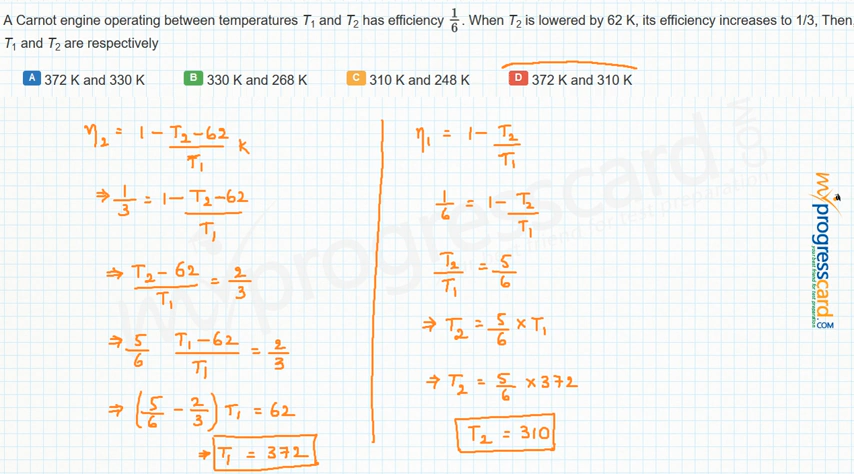 A Carnot engine operating between temperatures T₁ and T₂ has efficiency 1/6. When T₂ is lowered by 62 K, its efficiency increases to 1/3, Then
T₁ and T₂ are respectively
A 372 K and 330 K B 330 K and 268 K C 310 K and 248 K D 372 K and 310 K
η₂ = 1 - (T₂-62)/T₁ K
⇒ 1/3 = 1 - (T₂-62)/T₁
⇒ (T₂-62)/T₁ = 2/3
⇒ 5/6 (T₁-62)/T₁ = 2/3
⇒ (5/6 - 2/3) T₁ = 62
⇒ T₁ = 372
η₁ = 1 - T₂/T₁
1/6 = 1 - T₂/T₁
T₂/T₁ = 5/6
⇒ T₂ = 5/6 × T₁
⇒ T₂ = 5/6 × 372
T₂ = 310
myprogresscard
.COM